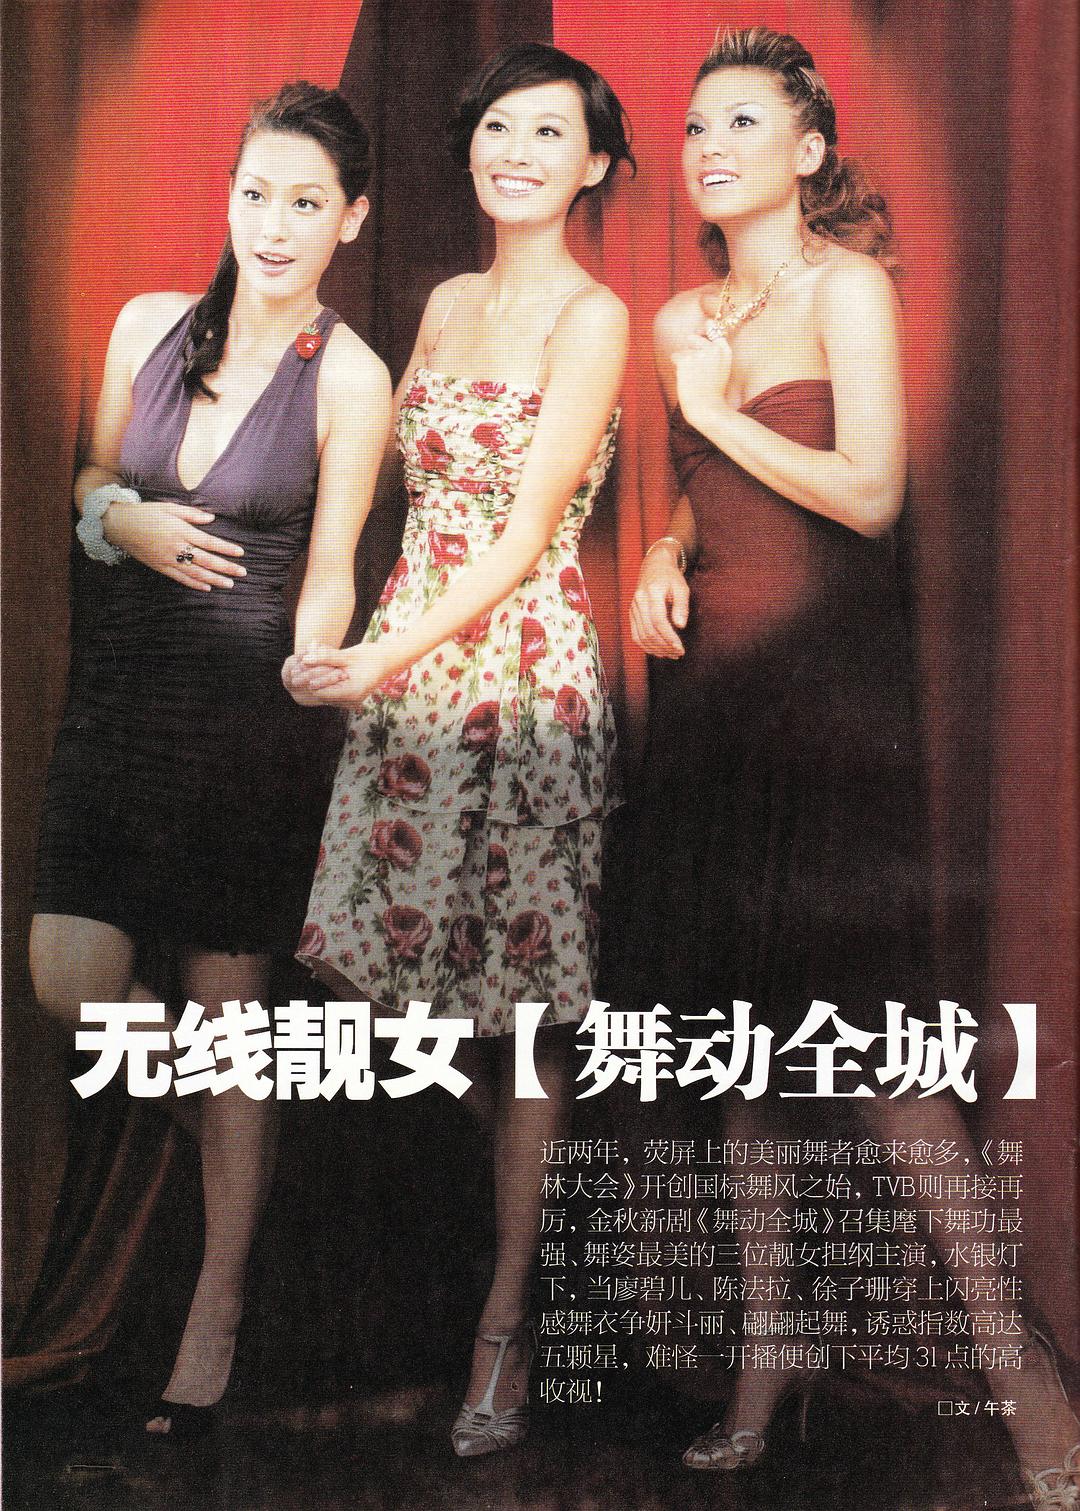 无线靓女【舞动全城】
近两年，荧屏上的美丽舞者愈来愈多，《舞
林大会》开创国标舞风之始，TVB则再接再
厉，金秋新剧《舞动全城》召集麾下舞功最
强、舞姿最美的三位靓女担纲主演，水银灯
下，当廖碧儿、陈法拉、徐子珊穿上闪亮性
感舞衣争妍斗丽、翩翩起舞，诱惑指数高达
五颗星，难怪一开播便创下平均31点的高
收视！
□文/午茶